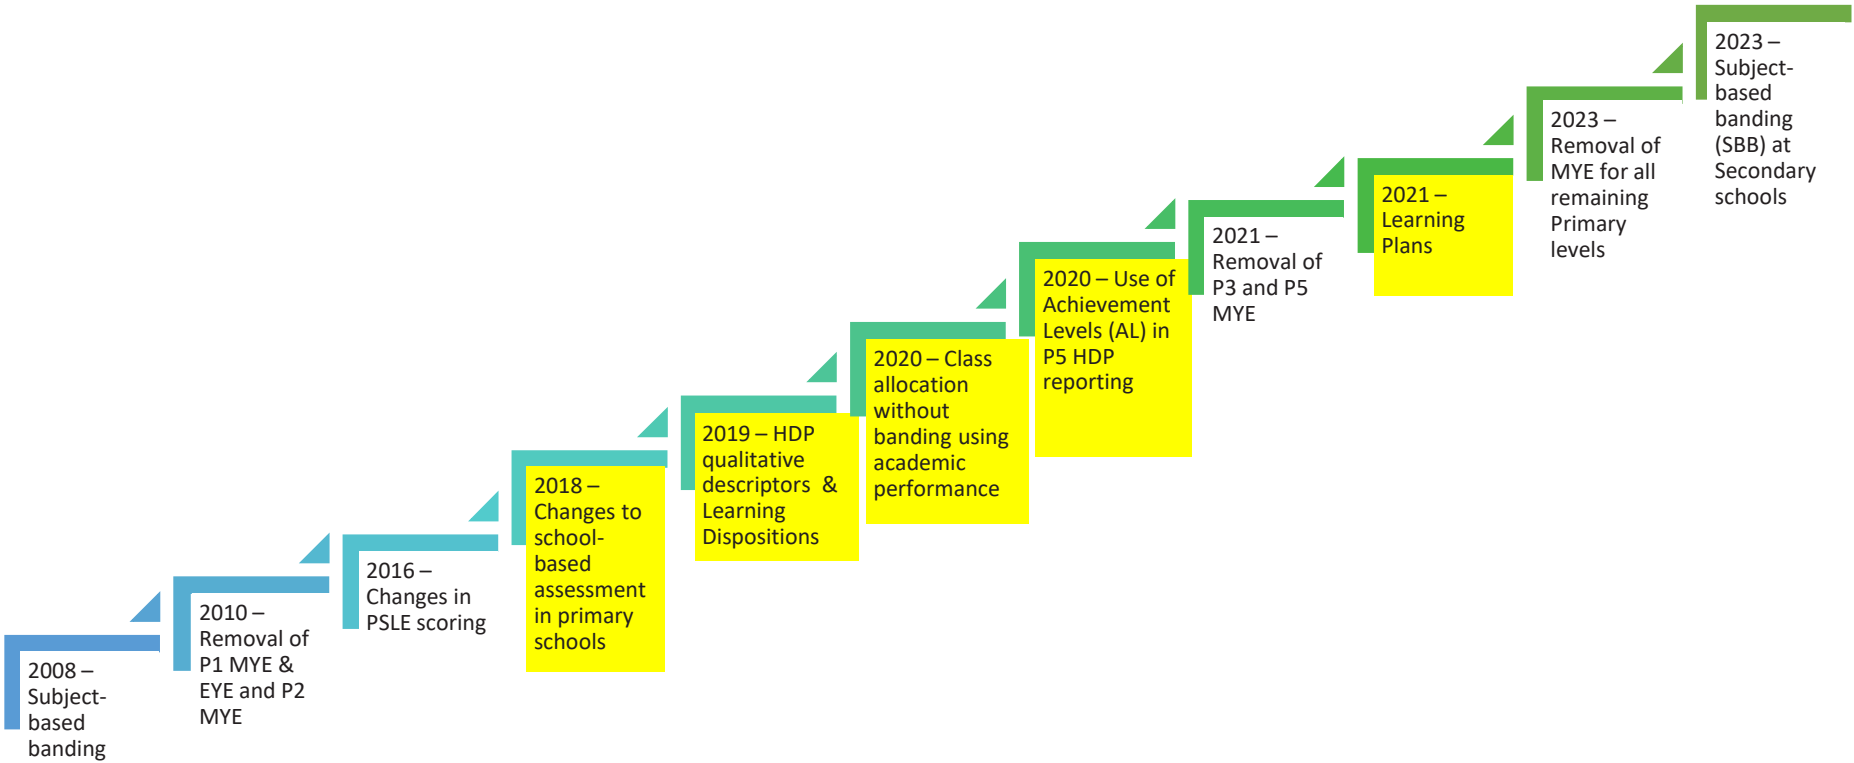 2008 –
Subject-
based
banding
2010 –
Removal of
P1 MYE &
EYE and P2
MYE
2016 –
Changes in
PSLE scoring
2018 –
Changes to
school-
based
assessment
in primary
schools
2019 – HDP
qualitative
descriptors &
Learning
Dispositions
2020 – Class
allocation
without
banding using
academic
performance
2020 – Use of
Achievement
Levels (AL) in
P5 HDP
reporting
2021 –
Removal of
P3 and P5
MYE
2021 –
Learning
Plans
2023 –
Removal of
MYE for all
remaining
Primary
levels
2023 –
Subject-
based
banding
(SBB) at
Secondary
schools